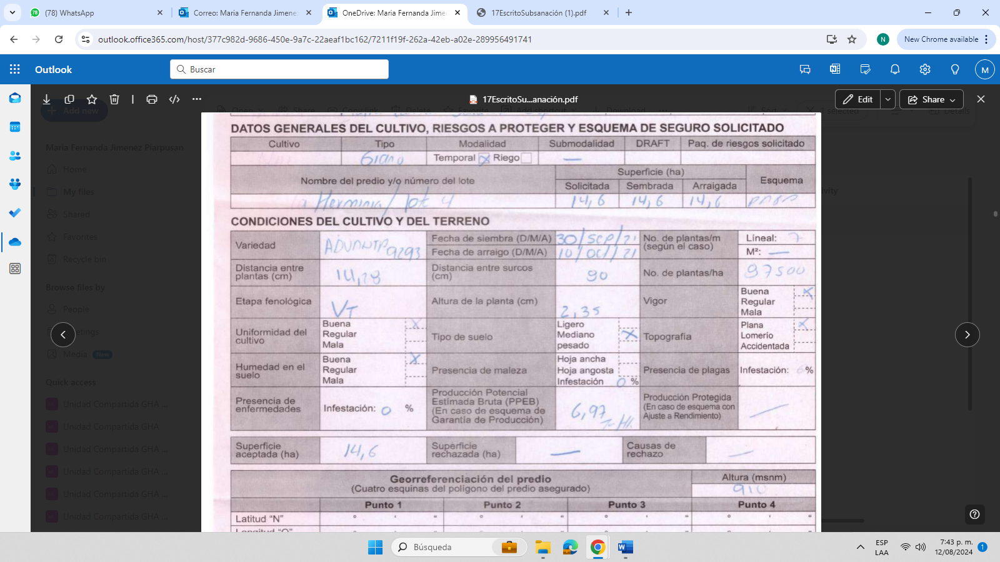 (78) WhatsApp
Correo: Maria Fernanda Jimene
OneDrive: Maria Fernanda Jimer
17EscritoSubsanación (1).pdf
outlook.office365.com/host/377c982d-9686-450e-9a7c-22aeaf1bc162/7211f19f-262a-42eb-a02e-289956491741
N
New Chrome available
Outlook
Buscar
M
17EscritoSu...anación.pdf
Edit
Share
Add new
Open
Share
Copy link
Delete
Favorite
Add shortcut
Download
Sort
1 selected
Details
Maria Fernanda Jimenez Piarpusan
Home
My files
Shared
Favorites
Recycle bin
Browse files by
People
Meetings
Media New
Quick access
Unidad Compartida GHA ...
Unidad Compartida GHA
Unidad Compartida GHA ...
Unidad Compartida GHA ...
Unidad Compartida GHA ...
Unidad Compartida GHA ...
DATOS GENERALES DEL CULTIVO, RIESGOS A PROTEGER Y ESQUEMA DE SEGURO SOLICITADO
Cultivo Tipo Modalidad Submodalidad DRAFT Paq. de riesgos solicitado
Grano Temporal X Riego —
Nombre del predio y/o número del lote Superficie (ha) Esquema
Solicitada Sembrada Arraigada
la Herminia / lot 4 14,6 14,6 14,6
CONDICIONES DEL CULTIVO Y DEL TERRENO
Variedad ADVANTA 9293 Fecha de siembra (D/M/A) 30/SEP/21 No. de plantas/m (según el caso) Lineal: 7
Fecha de arraigo (D/M/A) 10/OCT/21 M²: —
Distancia entre plantas (cm) 14,28 Distancia entre surcos (cm) 90 No. de plantas/ha 97500
Etapa fenológica VT Altura de la planta (cm) 2,35 Vigor Buena X
Regular
Mala
Uniformidad del cultivo Buena X Tipo de suelo Ligero Topografía Plana X
Regular Mediano X Lomerío
Mala pesado Accidentada
Humedad en el suelo Buena X Presencia de maleza Hoja ancha Presencia de plagas Infestación: %
Regular Hoja angosta
Mala Infestación 0 %
Presencia de enfermedades Infestación: 0 % Producción Potencial Estimada Bruta (PPEB) (En caso de esquema de Garantía de Producción) 6,97 Producción Protegida (En caso de esquema con Ajuste a Rendimiento) —
Superficie aceptada (ha) 14,6 Superficie rechazada (ha) — Causas de rechazo —
Georreferenciación del predio Altura (msnm)
(Cuatro esquinas del polígono del predio asegurado) 910
Punto 1 Punto 2 Punto 3 Punto 4
Latitud "N" ° ' " ° ' " ° ' " ° ' "
Longitud "O"
Búsqueda
ESP
LAA
7:43 p. m.
12/08/2024
1